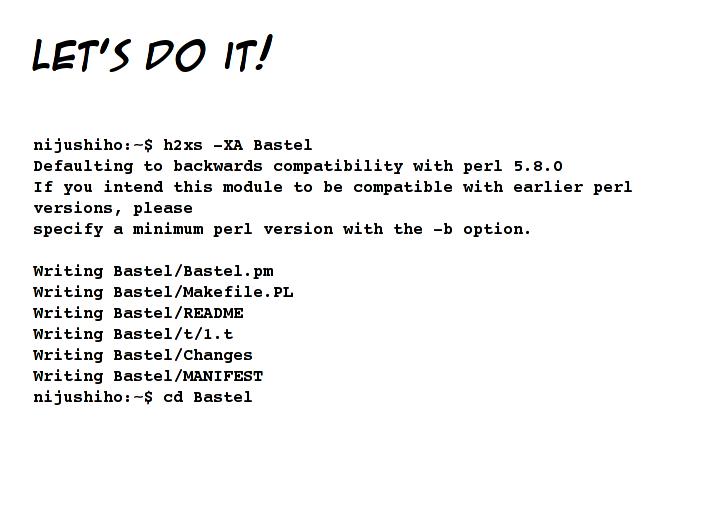 LET'S DO IT!
nijushiho:~$ h2xs -XA Bastel
Defaulting to backwards compatibility with perl 5.8.0
If you intend this module to be compatible with earlier perl
versions, please
specify a minimum perl version with the -b option.
Writing Bastel/Bastel.pm
Writing Bastel/Makefile.PL
Writing Bastel/README
Writing Bastel/t/1.t
Writing Bastel/Changes
Writing Bastel/MANIFEST
nijushiho:~$ cd Bastel